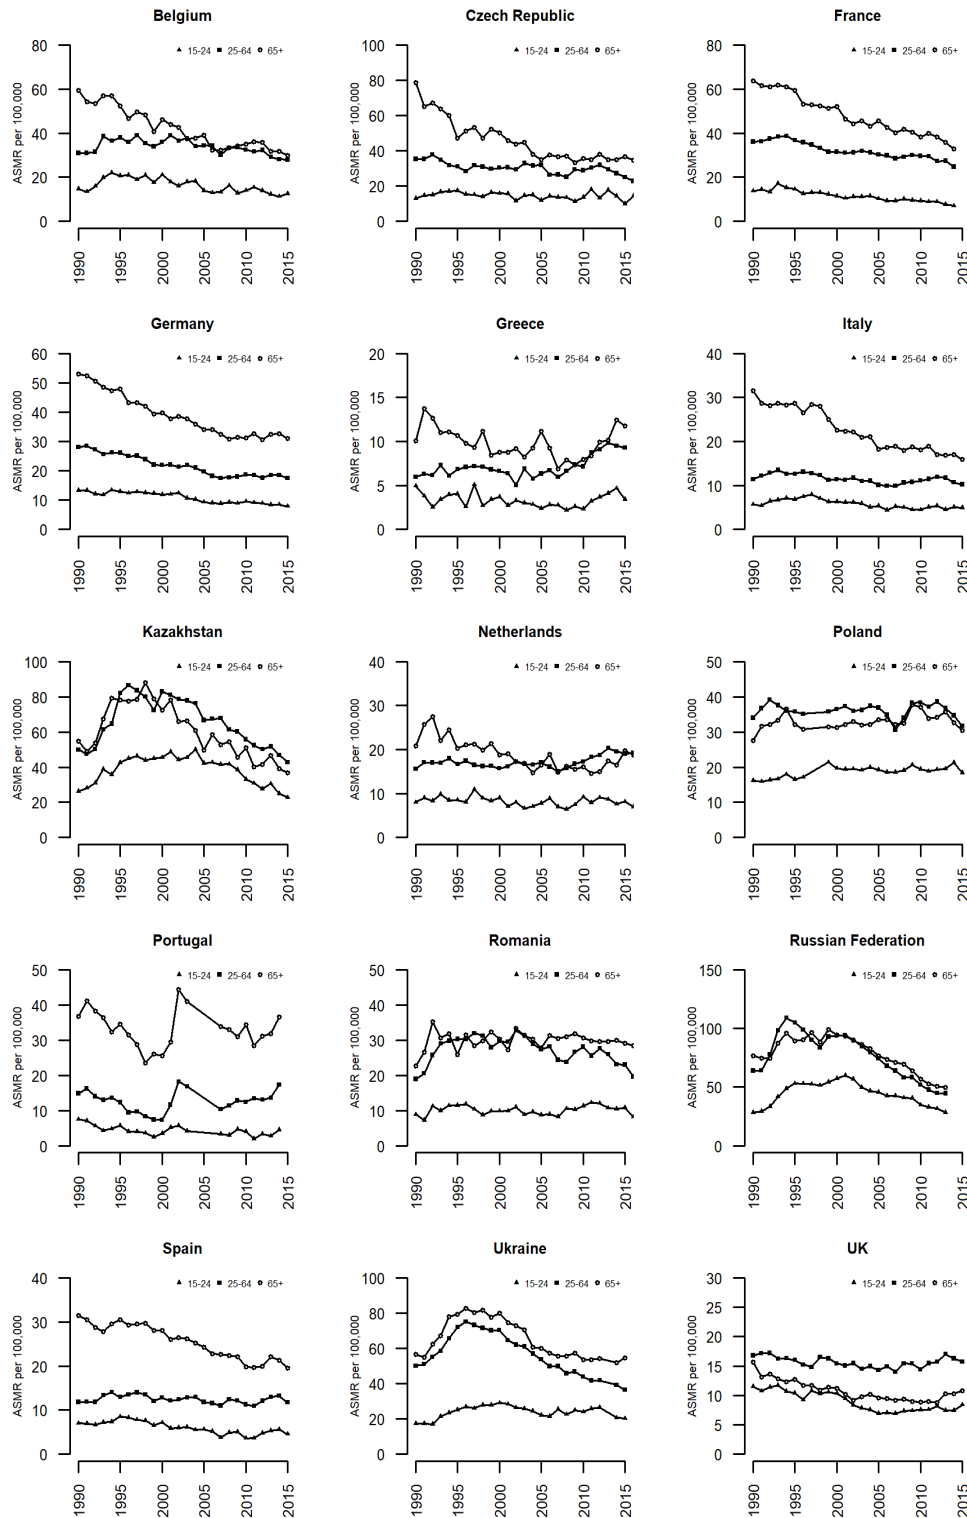 Belgium
Czech Republic
France
80
60
40
20
0
ASMR per 100,000
15-24 25-64 65+
1990 1995 2000 2005 2010 2015
100
80
60
40
20
0
ASMR per 100,000
15-24 25-64 65+
1990 1995 2000 2005 2010 2015
80
60
40
20
0
ASMR per 100,000
15-24 25-64 65+
1990 1995 2000 2005 2010 2015
Germany
Greece
Italy
60
50
40
30
20
10
0
ASMR per 100,000
15-24 25-64 65+
1990 1995 2000 2005 2010 2015
20
15
10
5
0
ASMR per 100,000
15-24 25-64 65+
1990 1995 2000 2005 2010 2015
40
30
20
10
0
ASMR per 100,000
15-24 25-64 65+
1990 1995 2000 2005 2010 2015
Kazakhstan
Netherlands
Poland
100
80
60
40
20
0
ASMR per 100,000
15-24 25-64 65+
1990 1995 2000 2005 2010 2015
40
30
20
10
0
ASMR per 100,000
15-24 25-64 65+
1990 1995 2000 2005 2010 2015
50
40
30
20
10
0
ASMR per 100,000
15-24 25-64 65+
1990 1995 2000 2005 2010 2015
Portugal
Romania
Russian Federation
50
40
30
20
10
0
ASMR per 100,000
15-24 25-64 65+
1990 1995 2000 2005 2010 2015
50
40
30
20
10
0
ASMR per 100,000
15-24 25-64 65+
1990 1995 2000 2005 2010 2015
150
100
50
0
ASMR per 100,000
15-24 25-64 65+
1990 1995 2000 2005 2010 2015
Spain
Ukraine
UK
40
30
20
10
0
ASMR per 100,000
15-24 25-64 65+
1990 1995 2000 2005 2010 2015
100
80
60
40
20
0
ASMR per 100,000
15-24 25-64 65+
1990 1995 2000 2005 2010 2015
30
25
20
15
10
5
0
ASMR per 100,000
15-24 25-64 65+
1990 1995 2000 2005 2010 2015